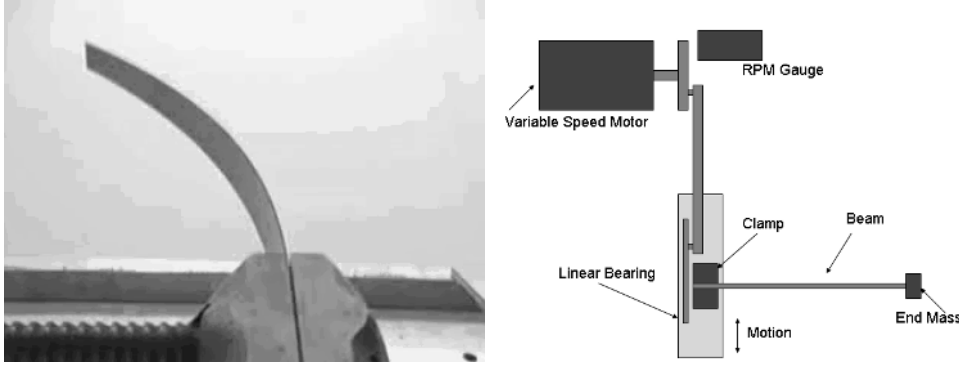 RPM Gauge
Variable Speed Motor
Clamp
Beam
Linear Bearing
End Mass
Motion